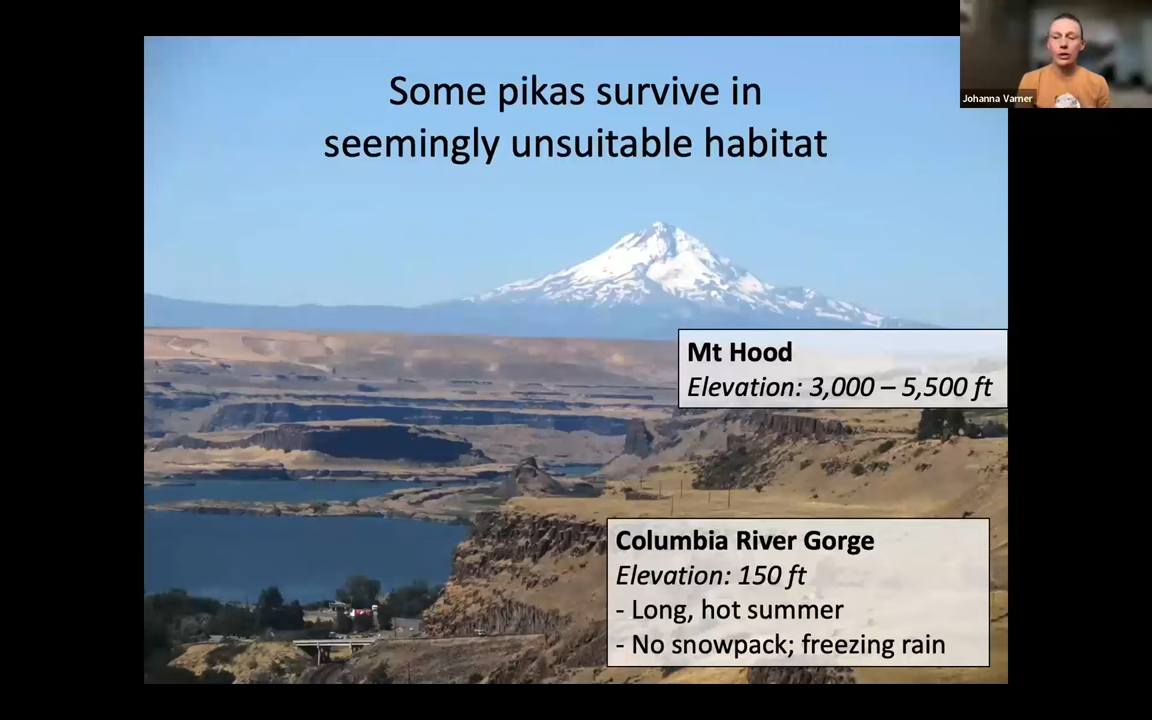 Some pikas survive in
seemingly unsuitable habitat
Johanna Varner
Mt Hood
Elevation: 3,000 – 5,500 ft
Columbia River Gorge
Elevation: 150 ft
- Long, hot summer
- No snowpack; freezing rain